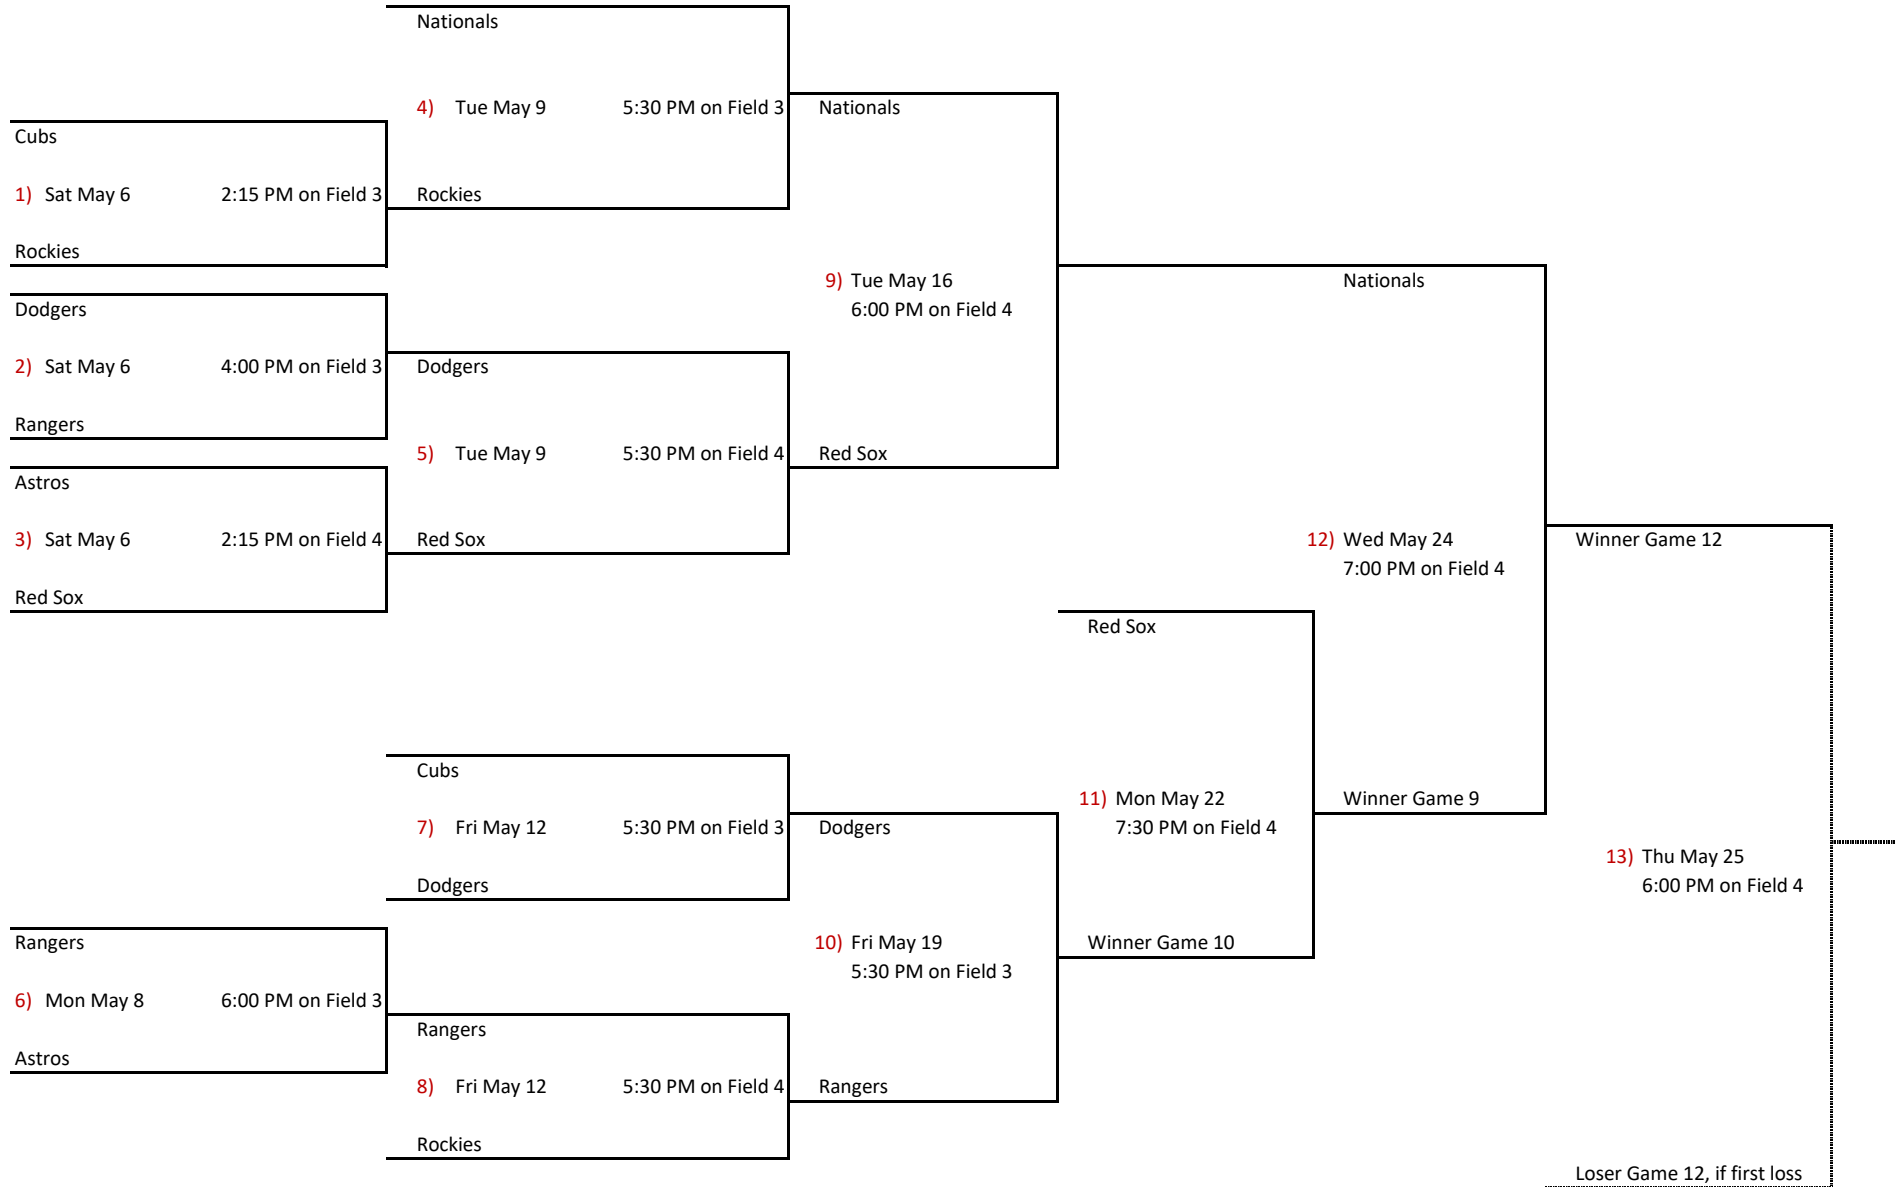 Nationals
4) Tue May 9 5:30 PM on Field 3 Nationals
Cubs
1) Sat May 6 2:15 PM on Field 3 Rockies
Rockies
9) Tue May 16 Nationals
Dodgers 6:00 PM on Field 4
2) Sat May 6 4:00 PM on Field 3 Dodgers
Rangers
5) Tue May 9 5:30 PM on Field 4 Red Sox
Astros
3) Sat May 6 2:15 PM on Field 4 Red Sox 12) Wed May 24 Winner Game 12
7:00 PM on Field 4
Red Sox
Red Sox
Cubs
11) Mon May 22 Winner Game 9
7) Fri May 12 5:30 PM on Field 3 Dodgers 7:30 PM on Field 4
13) Thu May 25
Dodgers 6:00 PM on Field 4
Rangers 10) Fri May 19 Winner Game 10
5:30 PM on Field 3
6) Mon May 8 6:00 PM on Field 3
Rangers
Astros
8) Fri May 12 5:30 PM on Field 4 Rangers
Rockies
Loser Game 12, if first loss